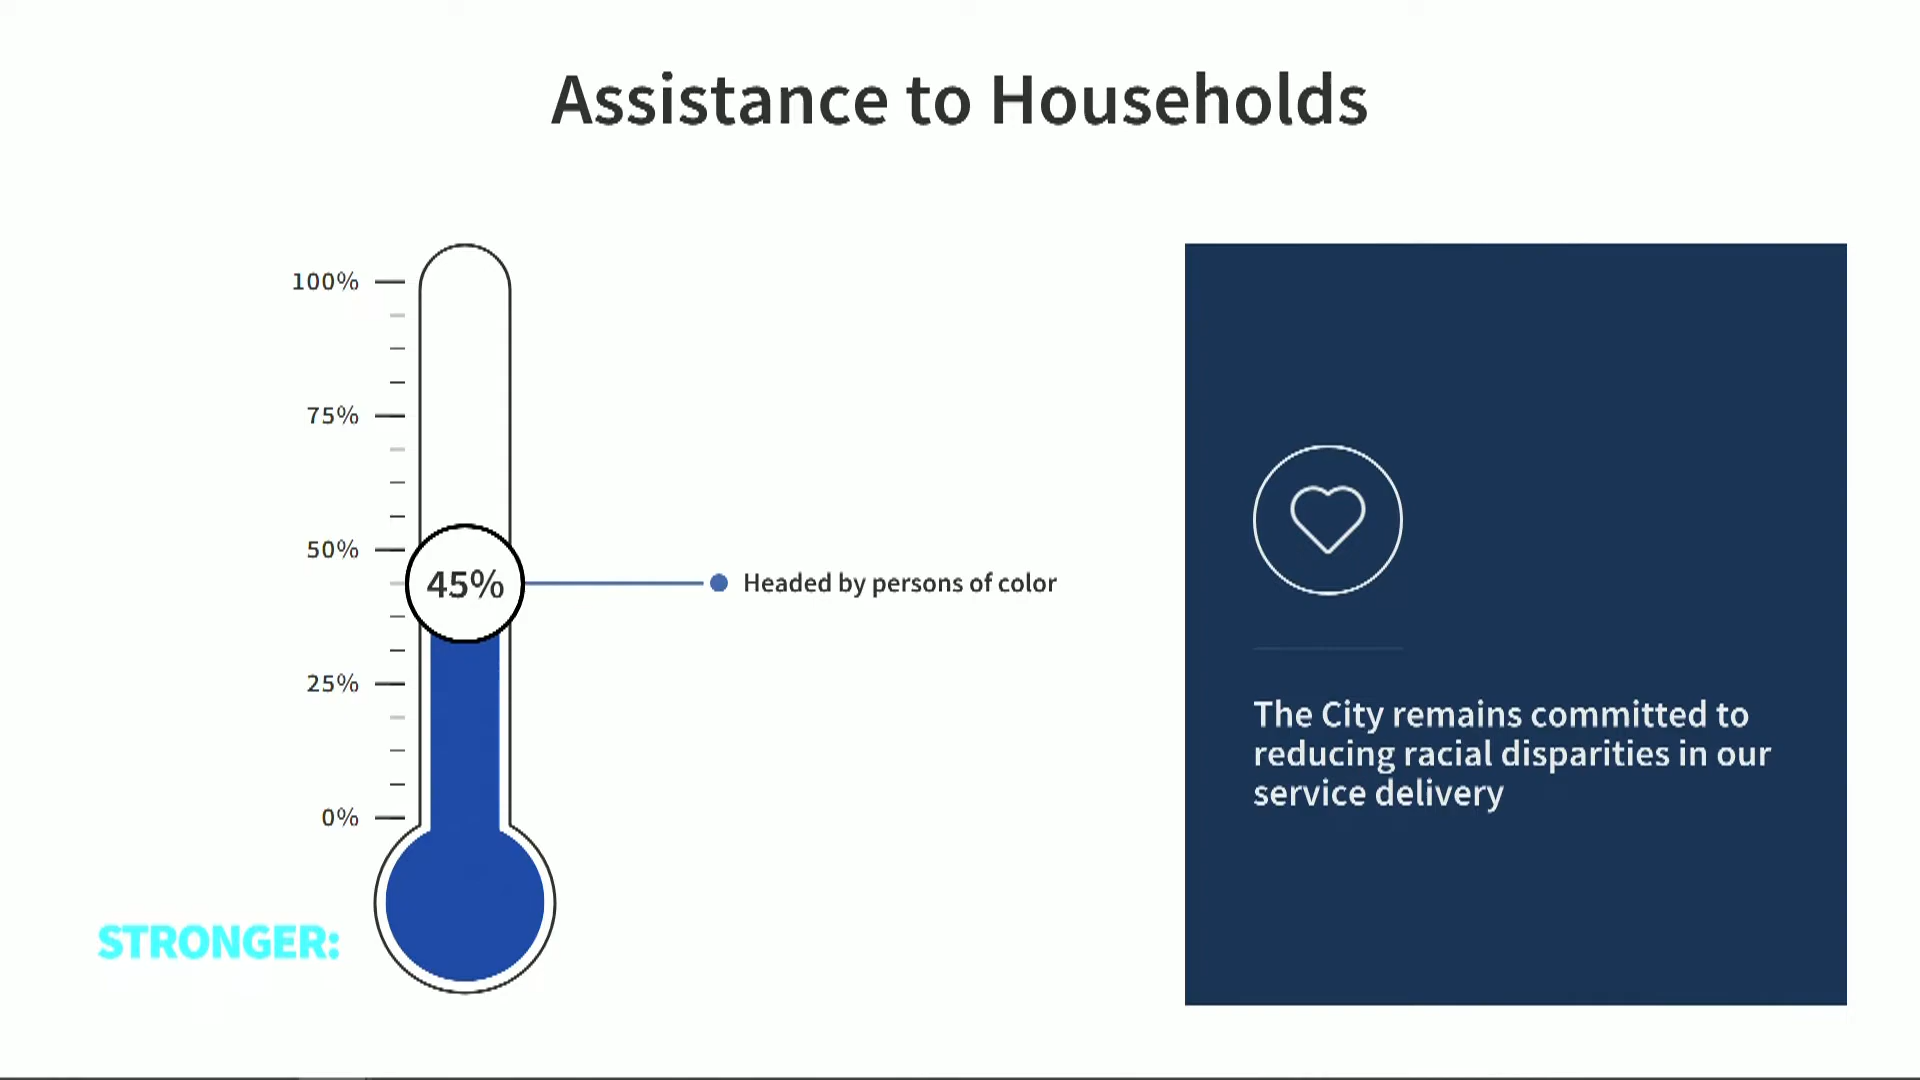 Assistance to Households
100%
75%
50%
25%
0%
45%
Headed by persons of color
STRONGER:
The City remains committed to
reducing racial disparities in our
service delivery